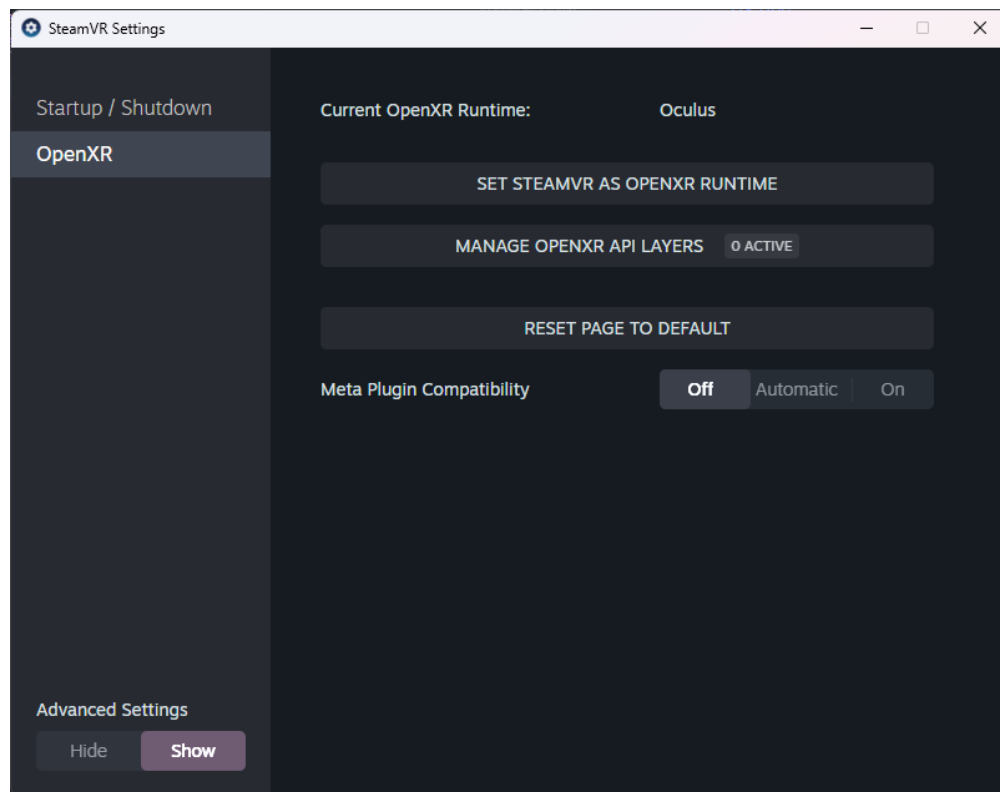 SteamVR Settings
Startup / Shutdown
OpenXR
Current OpenXR Runtime: Oculus
SET STEAMVR AS OPENXR RUNTIME
MANAGE OPENXR API LAYERS 0 ACTIVE
RESET PAGE TO DEFAULT
Meta Plugin Compatibility Off Automatic On
Advanced Settings
Hide Show